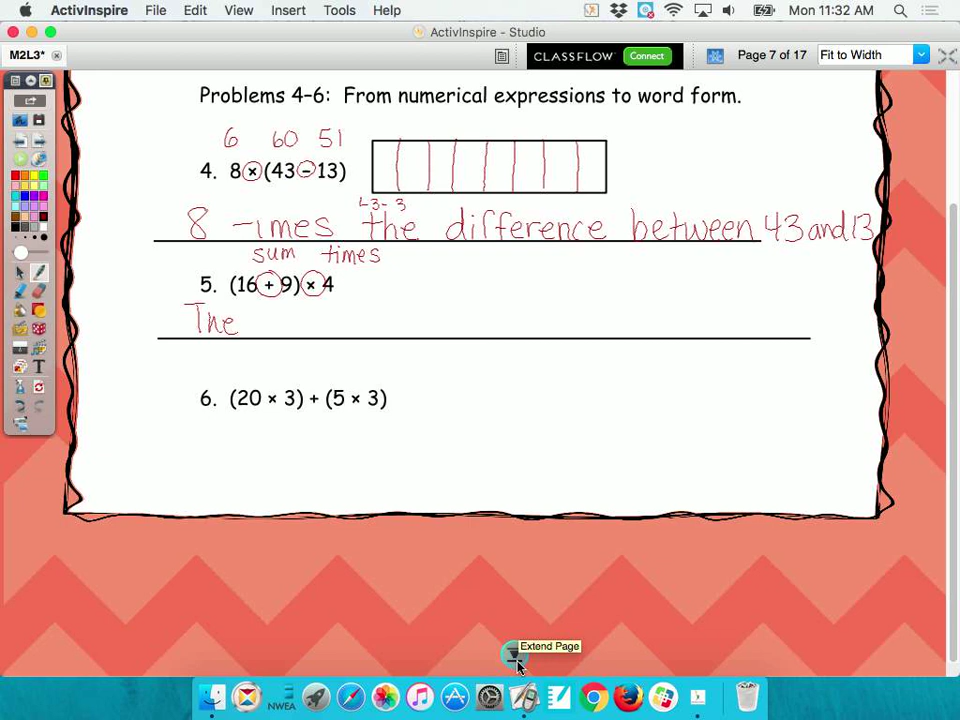 ActivInspire File Edit View Insert Tools Help Mon 11:32 AM
ActivInspire - Studio
M2L3* CLASSFLOW Connect Page 7 of 17 Fit to Width
Problems 4-6: From numerical expressions to word form.
6 60 51
4. 8 × (43 - 13)
8 times the difference between 43 and 13
sum times
5. (16 + 9) × 4
The
6. (20 × 3) + (5 × 3)
Extend Page
NWEA